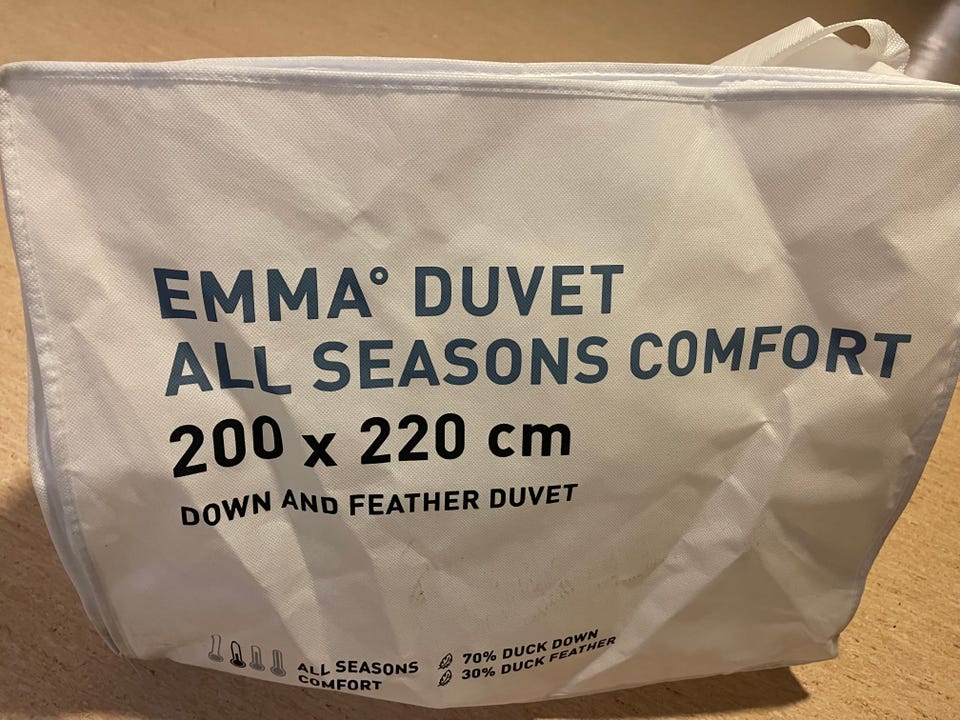 EMMA° DUVET
ALL SEASONS COMFORT
200 x 220 cm
DOWN AND FEATHER DUVET
ALL SEASONS
COMFORT
70% DUCK DOWN
30% DUCK FEATHER